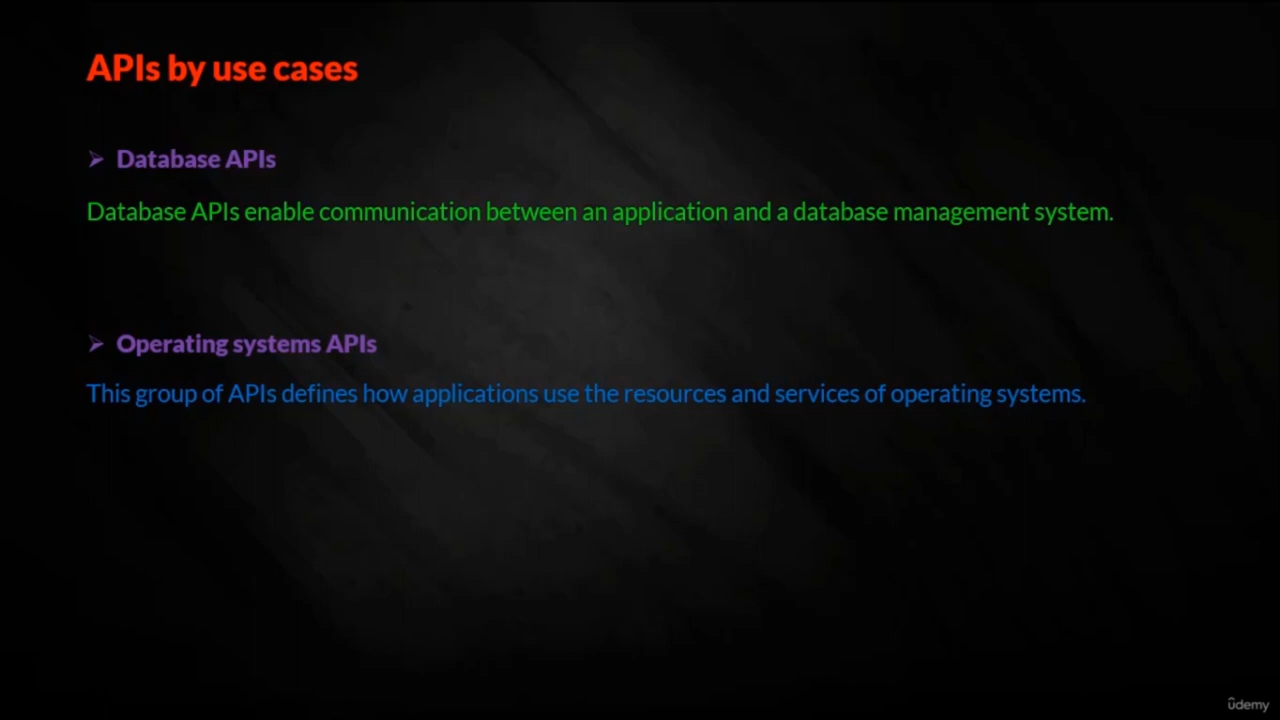 APIs by use cases
➢ Database APIs
Database APIs enable communication between an application and a database management system.
➢ Operating systems APIs
This group of APIs defines how applications use the resources and services of operating systems.
ûdemy